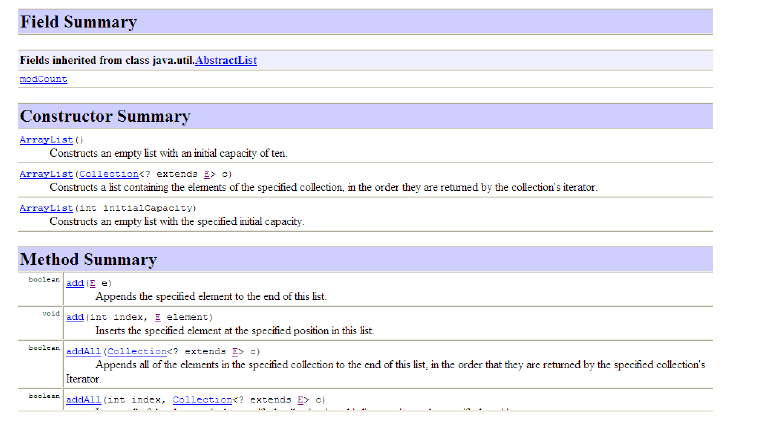 Field Summary
Fields inherited from class java.util.AbstractList
modCount
Constructor Summary
ArrayList()
Constructs an empty list with an initial capacity of ten.
ArrayList(Collection<? extends E> c)
Constructs a list containing the elements of the specified collection, in the order they are returned by the collection's iterator.
ArrayList(int initialCapacity)
Constructs an empty list with the specified initial capacity.
Method Summary
boolean add(E e)
Appends the specified element to the end of this list.
void add(int index, E element)
Inserts the specified element at the specified position in this list.
boolean addAll(Collection<? extends E> c)
Appends all of the elements in the specified collection to the end of this list, in the order that they are returned by the specified collection's
Iterator.
boolean addAll(int index, Collection<? extends E> c)